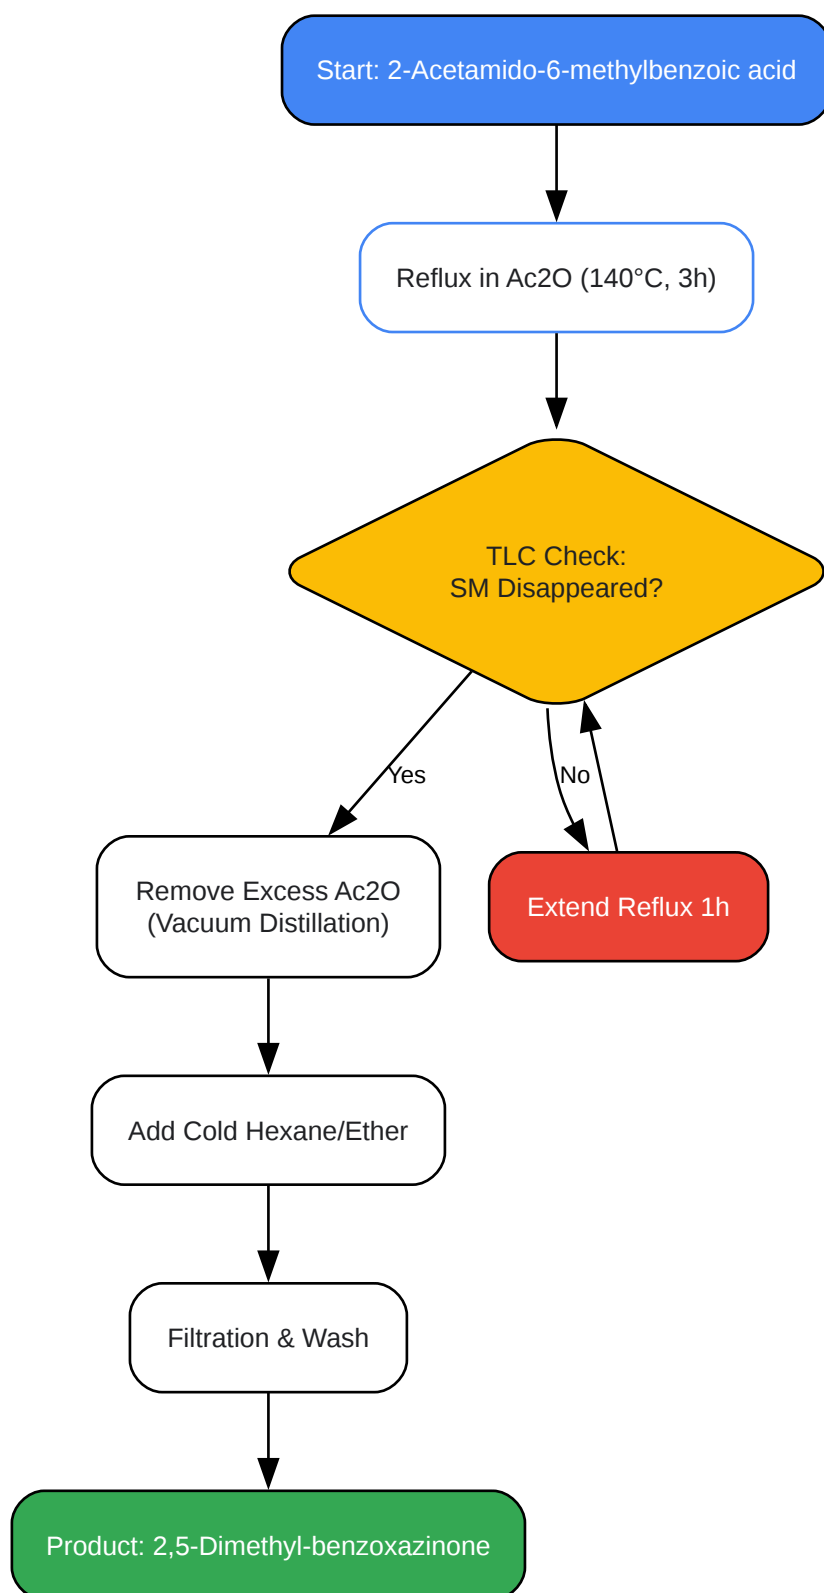 Start: 2-Acetamido-6-methylbenzoic acid
Reflux in Ac2O (140°C, 3h)
TLC Check:
SM Disappeared?
Yes
No
Remove Excess Ac2O
(Vacuum Distillation)
Extend Reflux 1h
Add Cold Hexane/Ether
Filtration & Wash
Product: 2,5-Dimethyl-benzoxazinone